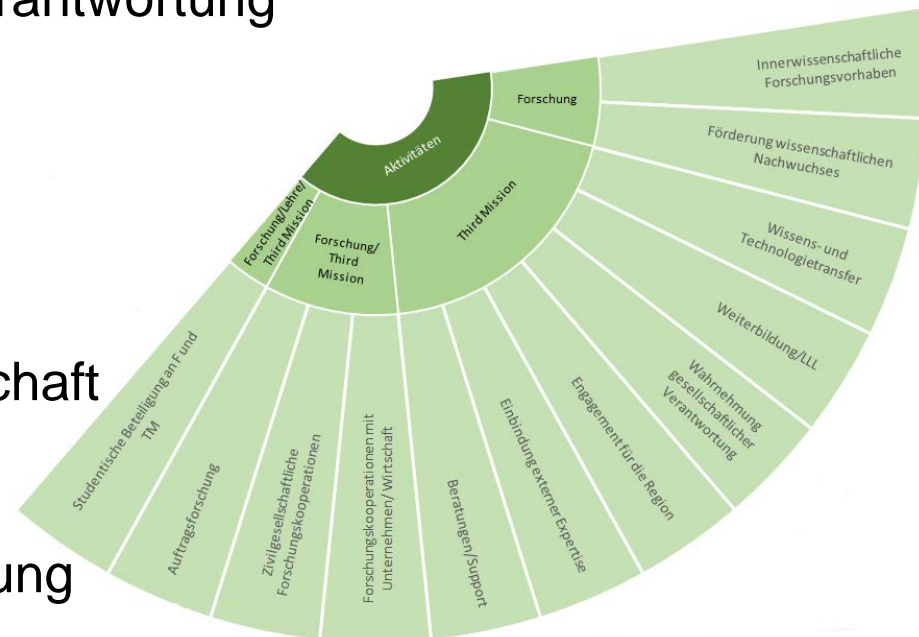 rantwortung
chaft
ung
Aktivitäten
Forschung
Third Mission
Forschung/
Third
Mission
Forschung/Lehre/
Third Mission
Innerwissenschaftliche
Forschungsvorhaben
Förderung wissenschaftlichen
Nachwuchses
Wissens- und
Technologietransfer
Weiterbildung/LLL
Wahrnehmung
gesellschaftlicher
Verantwortung
Engagement für die Region
Einbindung externer Expertise
Beratungen/Support
Forschungskooperationen mit
Unternehmen/ Wirtschaft
Zivilgesellschaftliche
Forschungskooperationen
Auftragsforschung
Studentische Beteiligung an F und
TM